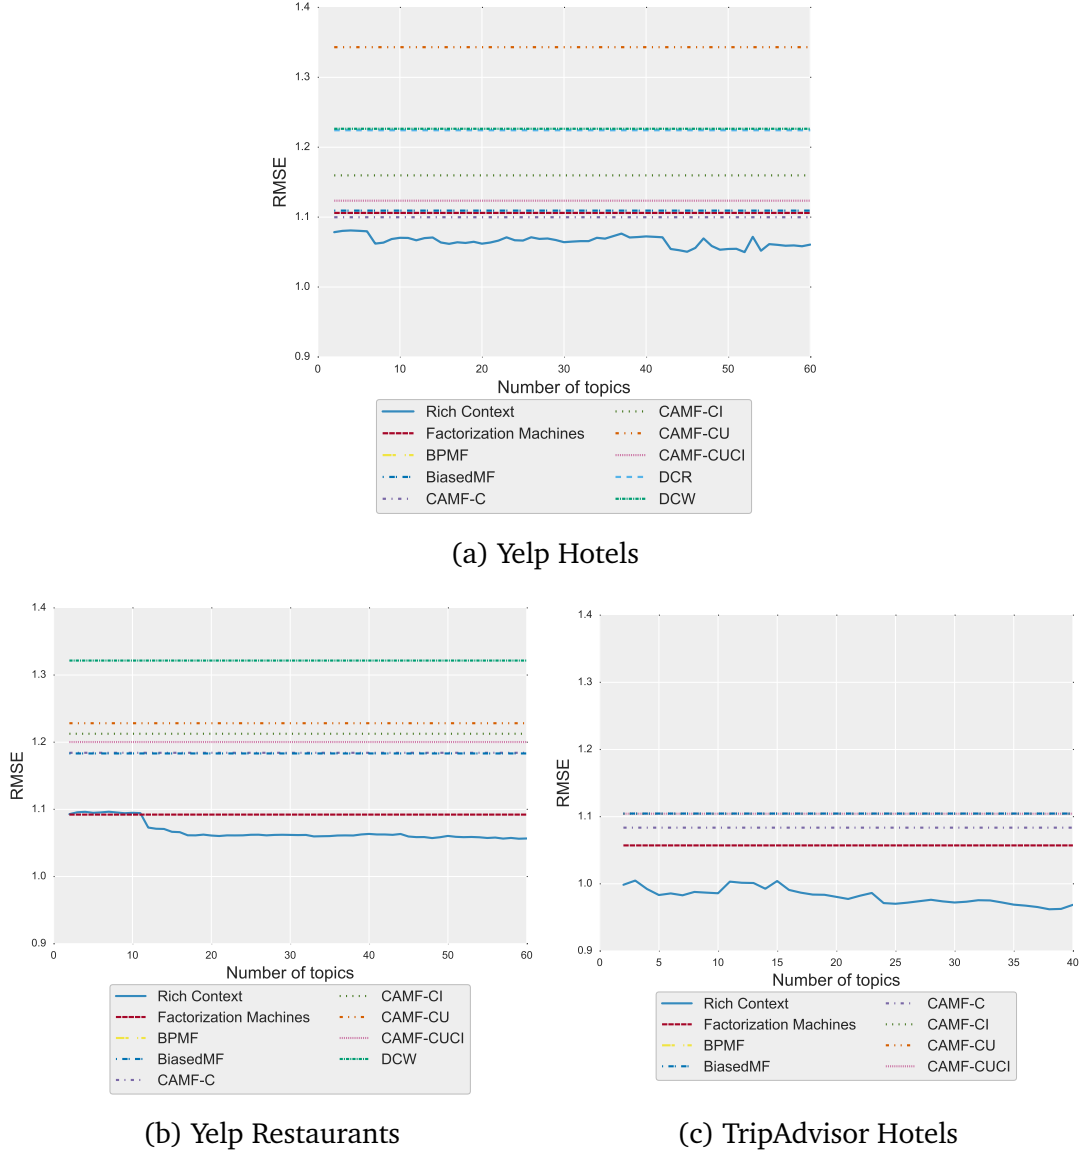 1.4
1.3
1.2
1.1
1.0
0.9
RMSE
0 10 20 30 40 50 60
Number of topics
Rich Context
Factorization Machines
BPMF
BiasedMF
CAMF-C
CAMF-CI
CAMF-CU
CAMF-CUCI
DCR
DCW
(a) Yelp Hotels
1.4
1.3
1.2
1.1
1.0
0.9
RMSE
0 10 20 30 40 50 60
Number of topics
Rich Context
Factorization Machines
BPMF
BiasedMF
CAMF-C
CAMF-CI
CAMF-CU
CAMF-CUCI
DCW
(b) Yelp Restaurants
1.4
1.3
1.2
1.1
1.0
0.9
RMSE
0 5 10 15 20 25 30 35 40
Number of topics
Rich Context
Factorization Machines
BPMF
BiasedMF
CAMF-C
CAMF-CI
CAMF-CU
CAMF-CUCI
(c) TripAdvisor Hotels